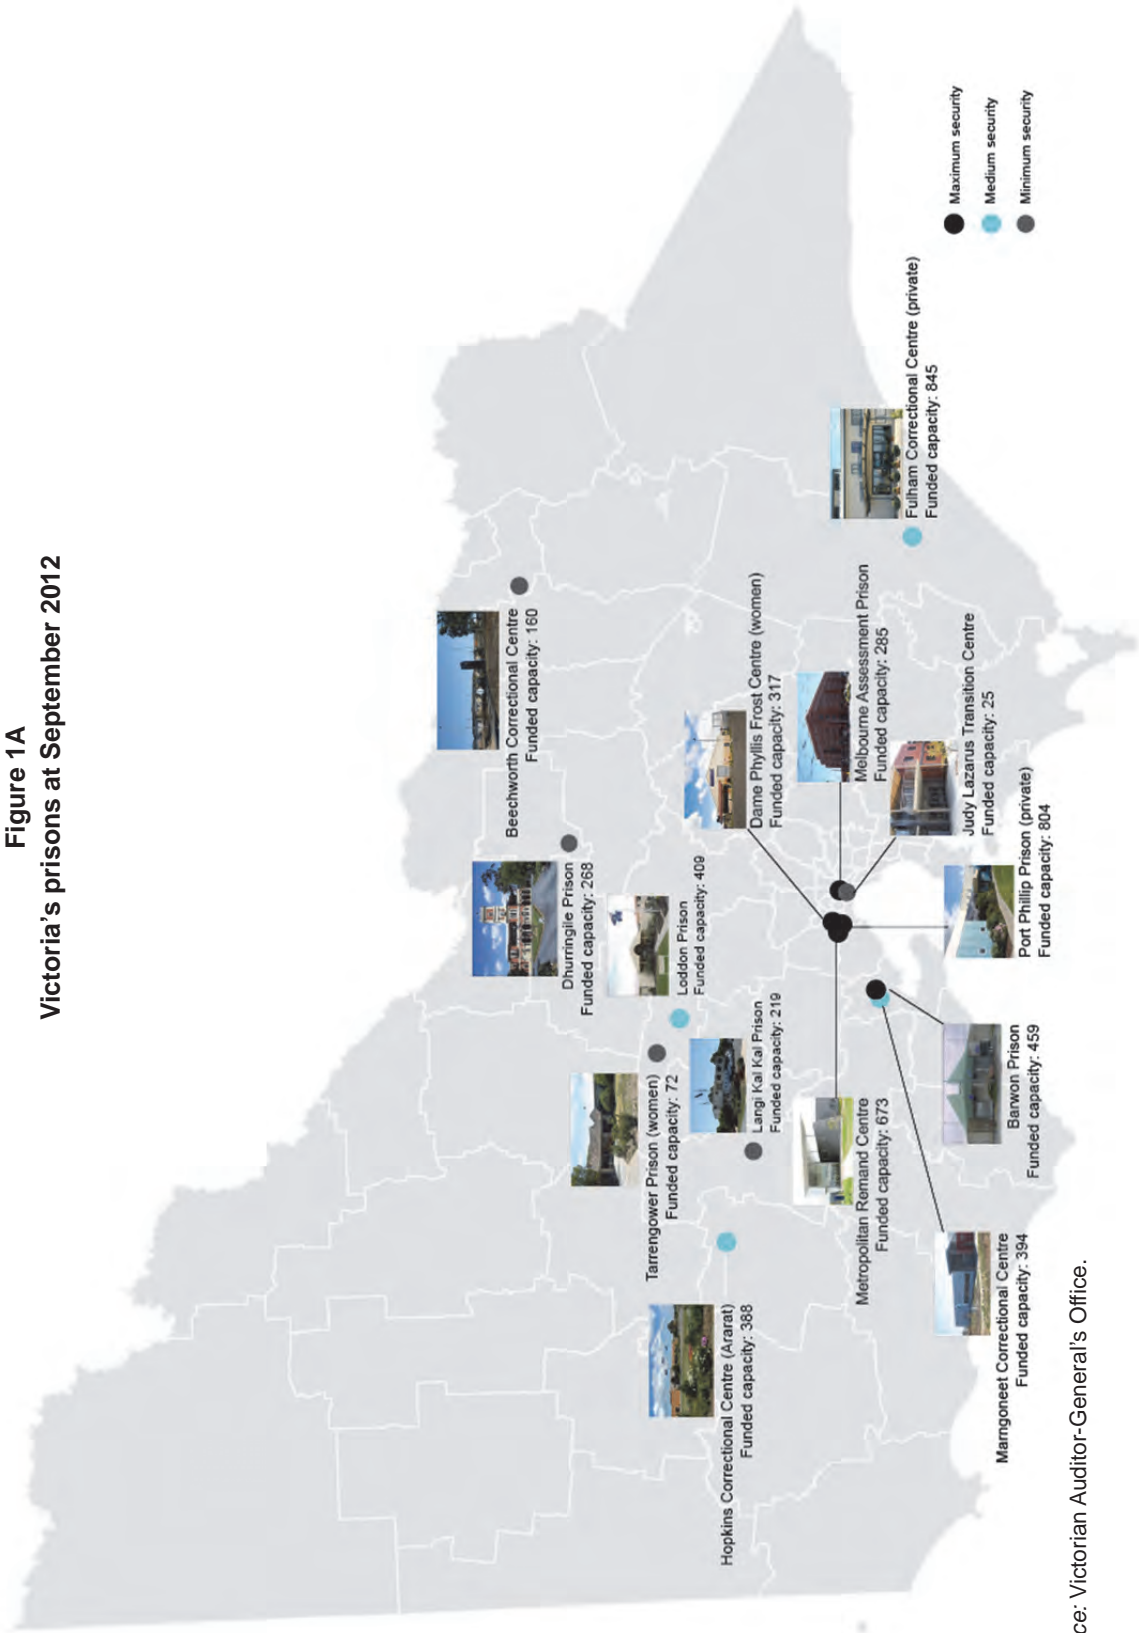 Figure 1A
Victoria's prisons at September 2012
Beechworth Correctional Centre
Funded capacity: 160
Dhurringile Prison
Funded capacity: 268
Loddon Prison
Funded capacity: 409
Tarrengower Prison (women)
Funded capacity: 72
Langi Kal Kal Prison
Funded capacity: 219
Hopkins Correctional Centre (Ararat)
Funded capacity: 388
Dame Phyllis Frost Centre (women)
Funded capacity: 317
Melbourne Assessment Prison
Funded capacity: 285
Metropolitan Remand Centre
Funded capacity: 673
Fulham Correctional Centre (private)
Funded capacity: 845
Judy Lazarus Transition Centre
Funded capacity: 25
Port Phillip Prison (private)
Funded capacity: 804
Barwon Prison
Funded capacity: 459
Marngoneet Correctional Centre
Funded capacity: 394
Maximum security
Medium security
Minimum security
ce: Victorian Auditor-General's Office.